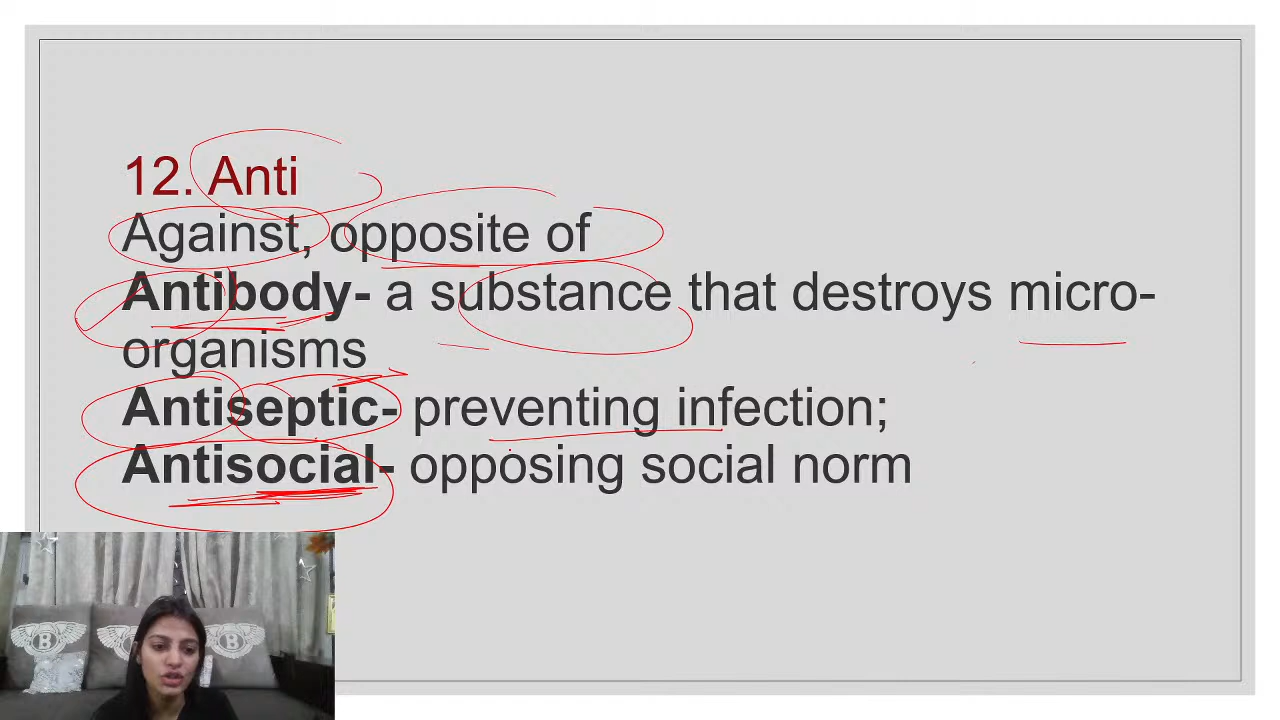 12. Anti
Against, opposite of
Antibody- a substance that destroys micro-
organisms
Antiseptic- preventing infection;
Antisocial- opposing social norm
B
B